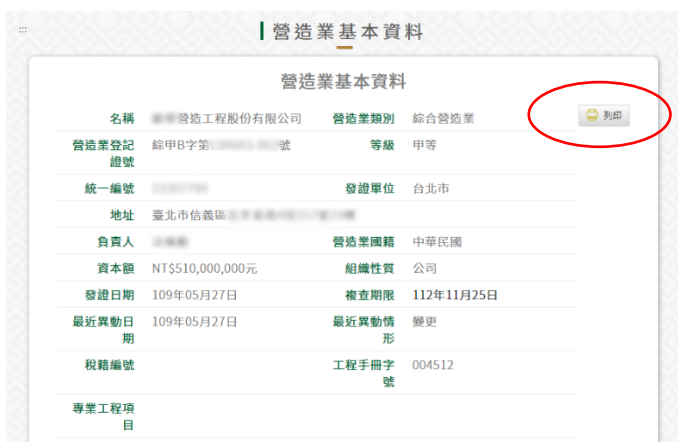 :::
營造業基本資料
營造業基本資料
列印
名稱 營造工程股份有限公司 營造業類別 綜合營造業
營造業登記 綜甲B字第 號 等級 甲等
證號
統一編號 發證單位 台北市
地址 臺北市信義區
負責人 營造業國籍 中華民國
資本額 NT$510,000,000元 組織性質 公司
發證日期 109年05月27日 複查期限 112年11月25日
最近異動日 109年05月27日 最近異動情 變更
期 形
稅籍編號 工程手冊字 004512
號
專業工程項
目